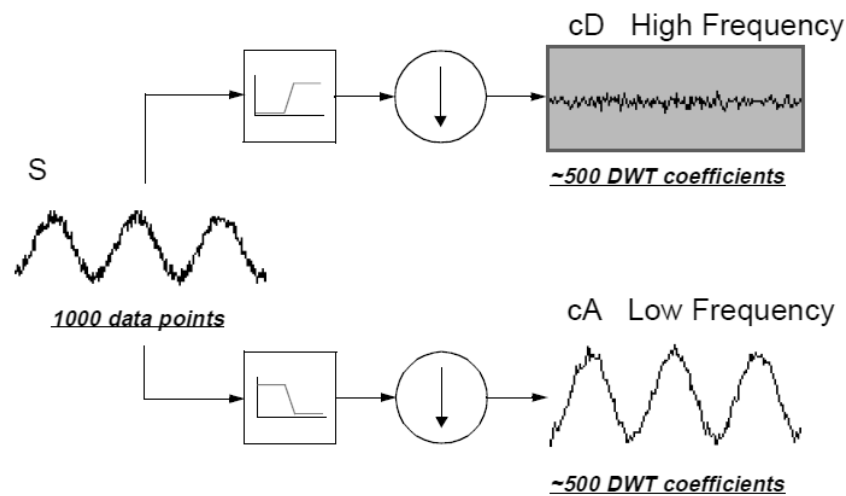 cD High Frequency
~500 DWT coefficients
S
1000 data points
cA Low Frequency
~500 DWT coefficients